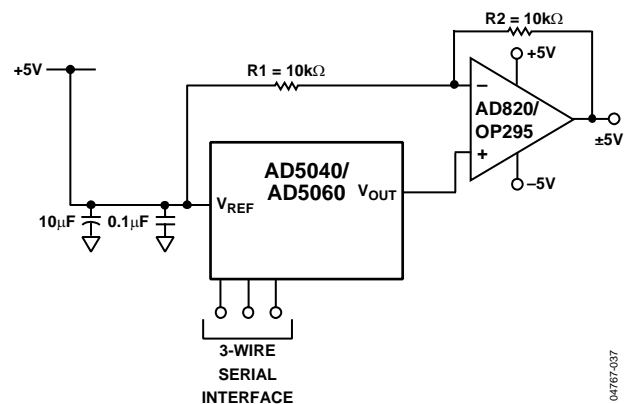 R2 = 10kΩ
+5V
R1 = 10kΩ
+5V
−
AD820/
OP295
+
±5V
–5V
AD5040/
AD5060
VREF
VOUT
10μF
0.1μF
3-WIRE
SERIAL
INTERFACE
04767-037